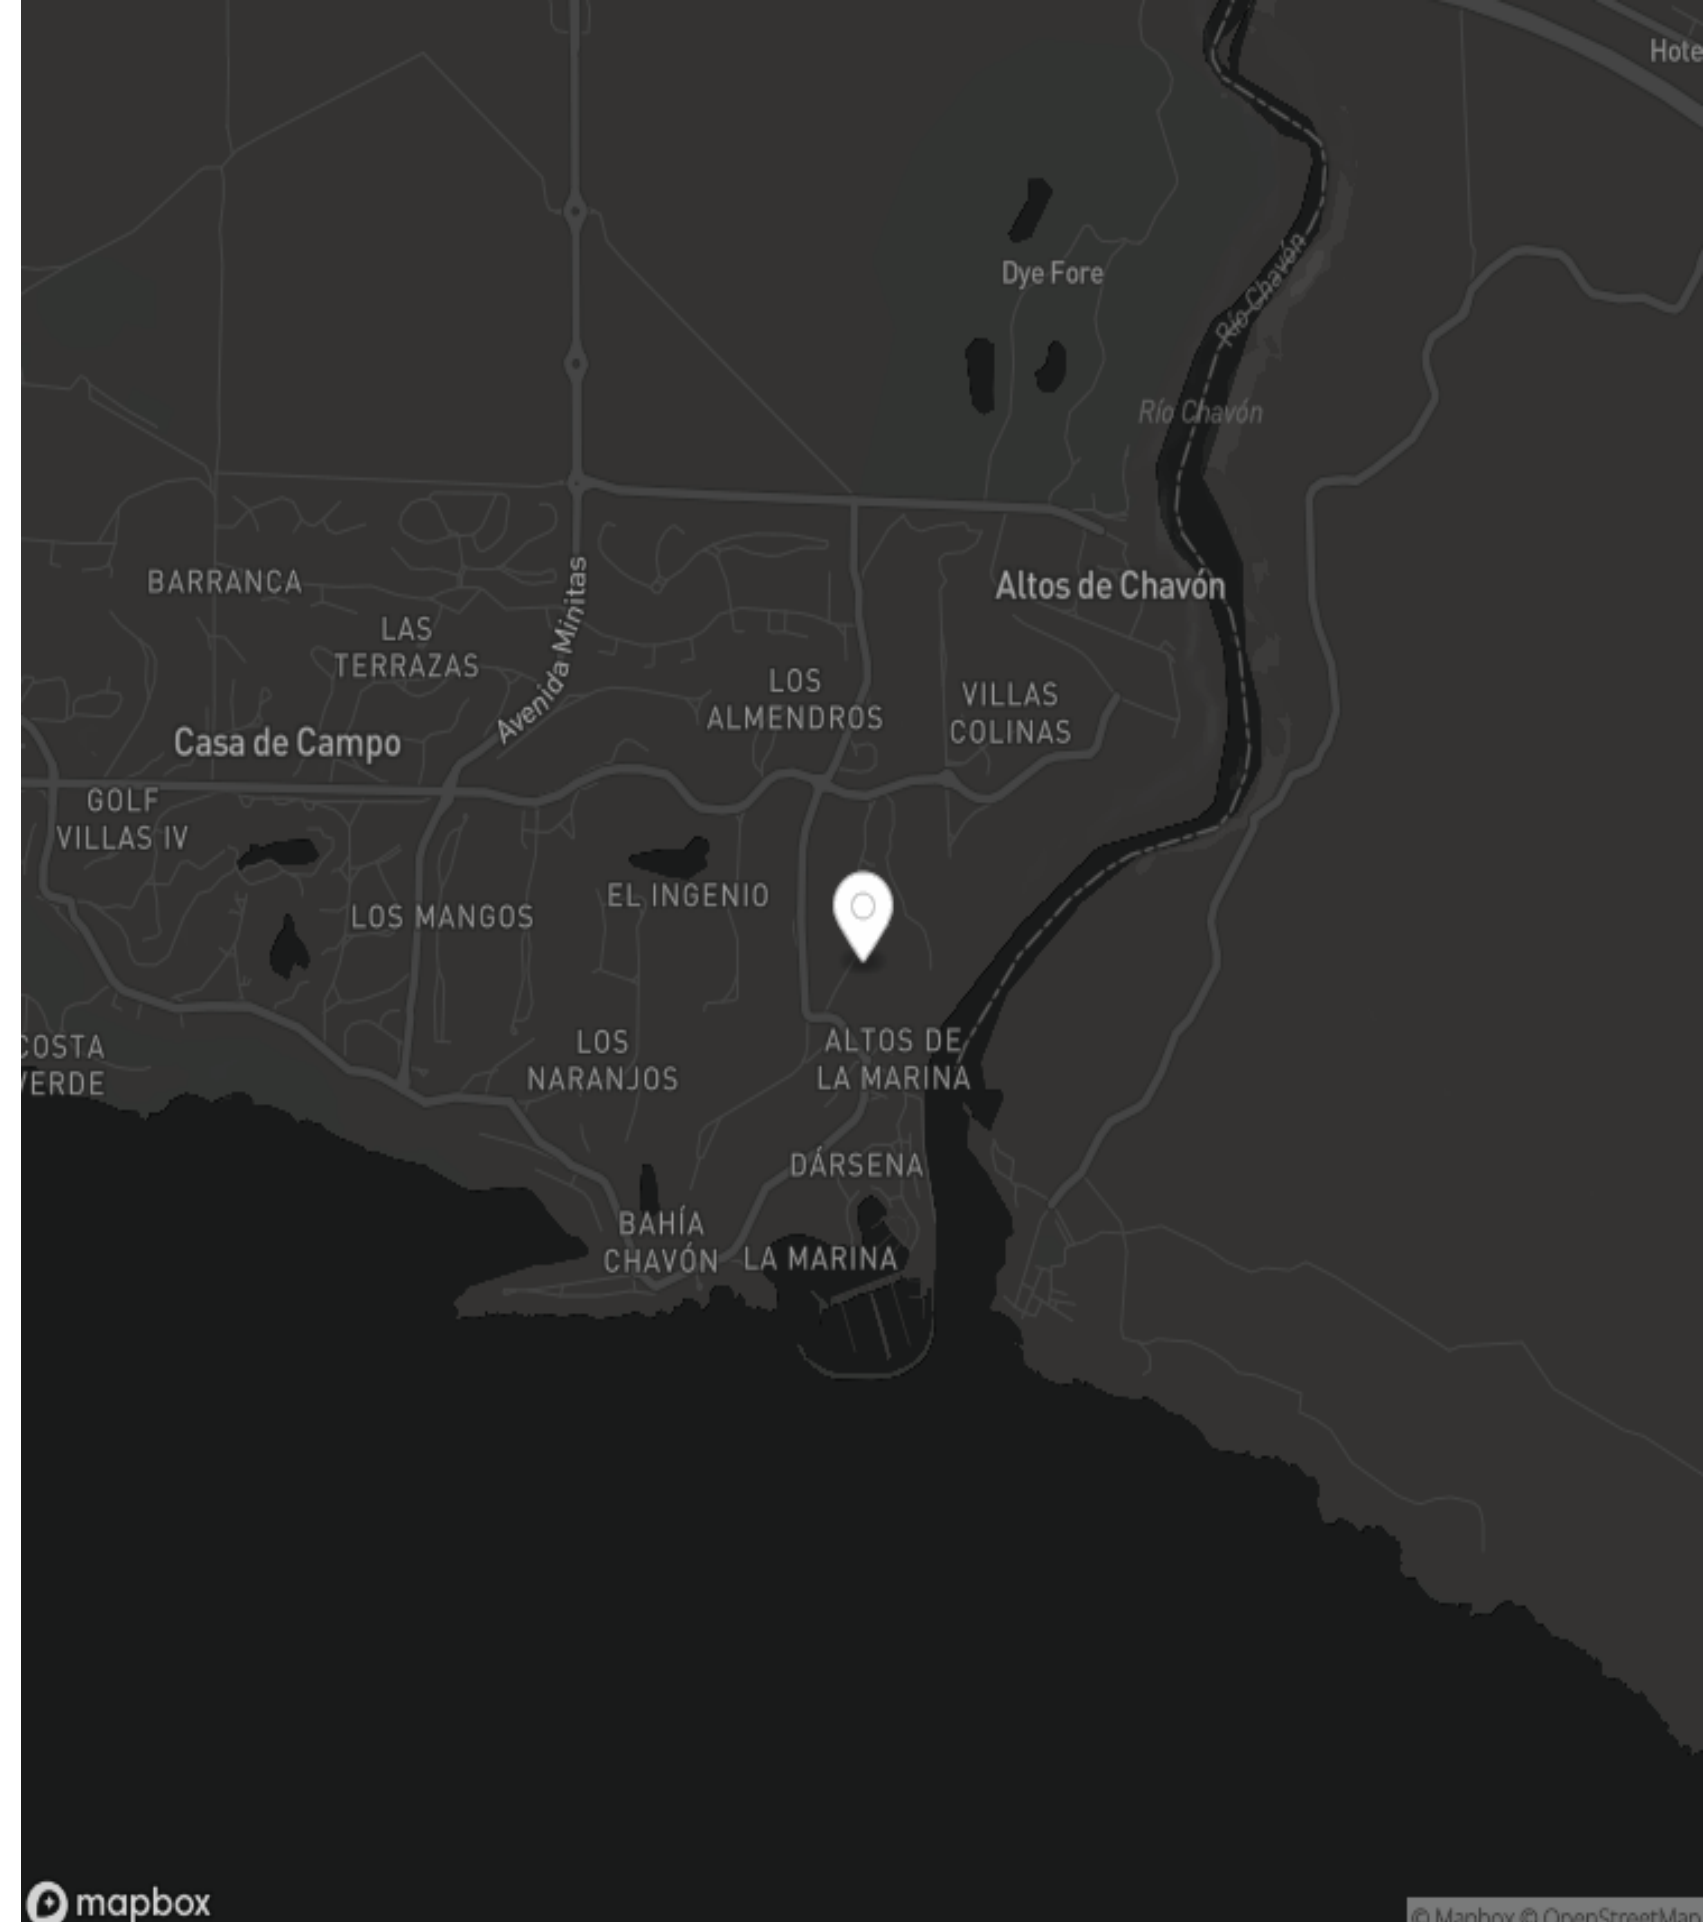 Hote
Dye Fore
Río Chavón
Río Chavón
BARRANCA
Altos de Chavón
LAS
TERRAZAS
Avenida Minitas
LOS
ALMENDROS
VILLAS
COLINAS
Casa de Campo
GOLF
VILLAS IV
EL INGENIO
LOS MANGOS
COSTA
VERDE
LOS
NARANJOS
ALTOS DE
LA MARINA
DÁRSENA
BAHÍA
CHAVÓN
LA MARINA
mapbox
© Mapbox © OpenStreetMap